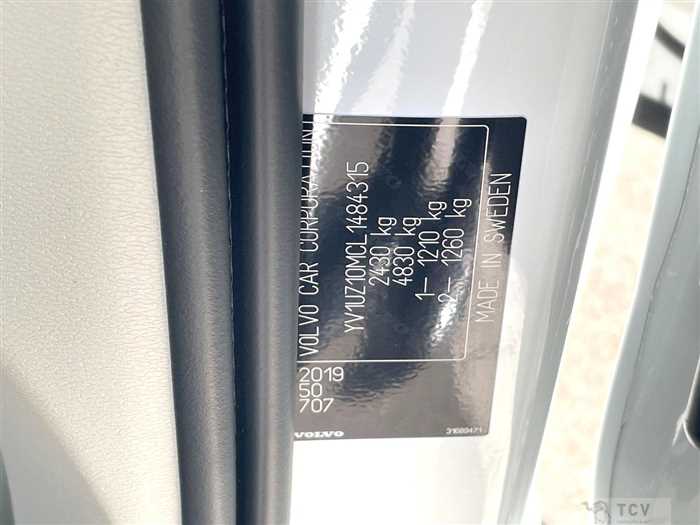 VOLVO CAR CORPORATION
YV1UZ10MCL1484315
2430 kg
4830 kg
1— 1210 kg
2— 1260 kg
MADE IN SWEDEN
2019
50
707
VOLVO
31689471
TCV